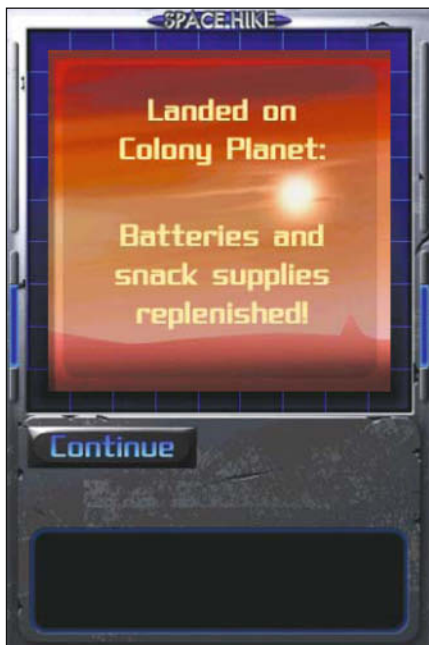 SPACE.HIKE
Landed on
Colony Planet:
Batteries and
snack supplies
replenished!
Continue